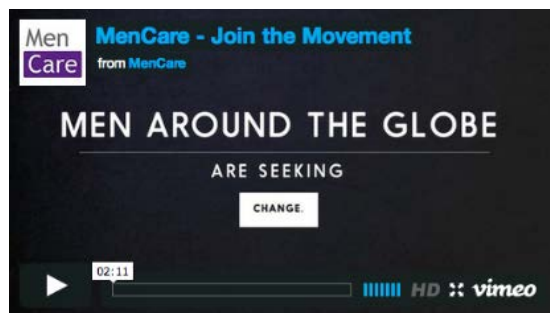 Men
Care
MenCare - Join the Movement
from MenCare
MEN AROUND THE GLOBE
ARE SEEKING
CHANGE.
02:11
HD
vimeo